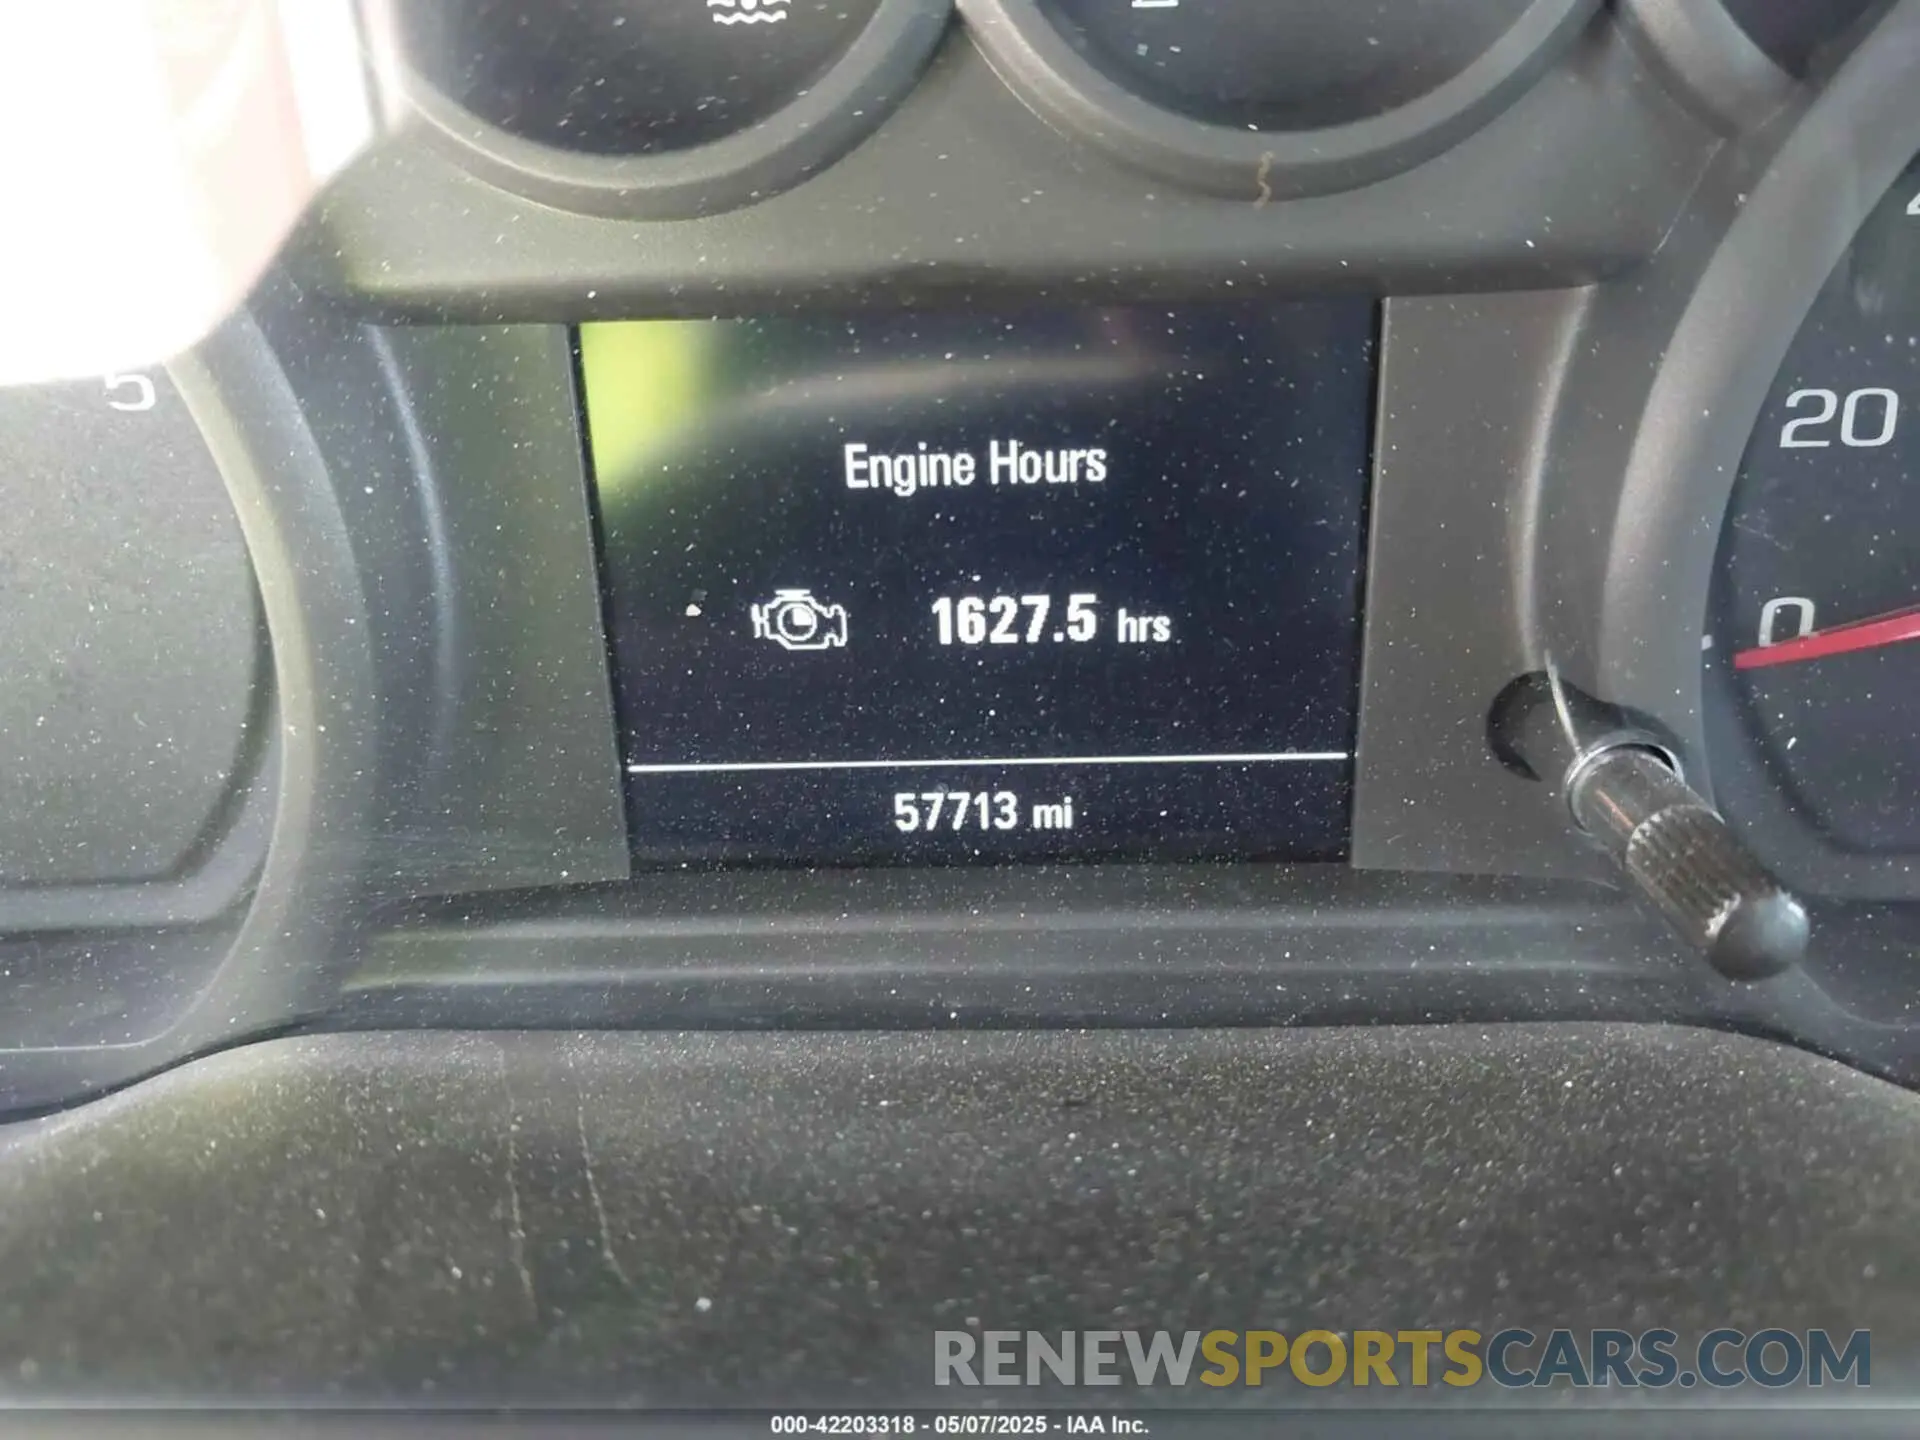 5
Engine Hours
1627.5 hrs
57713 mi
20
0
RENEWSPORTSCARS.COM
000-42203318 - 05/07/2025 - IAA Inc.